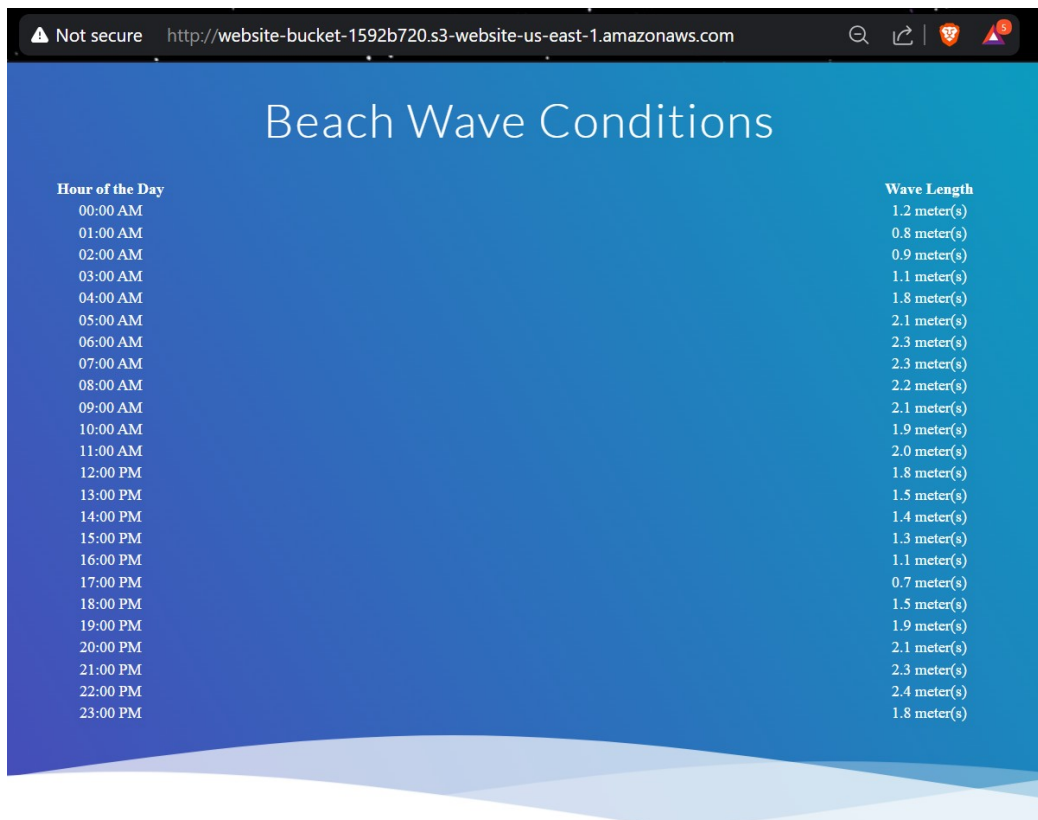 Not secure http://website-bucket-1592b720.s3-website-us-east-1.amazonaws.com 5
Beach Wave Conditions
Hour of the Day Wave Length
00:00 AM 1.2 meter(s)
01:00 AM 0.8 meter(s)
02:00 AM 0.9 meter(s)
03:00 AM 1.1 meter(s)
04:00 AM 1.8 meter(s)
05:00 AM 2.1 meter(s)
06:00 AM 2.3 meter(s)
07:00 AM 2.3 meter(s)
08:00 AM 2.2 meter(s)
09:00 AM 2.1 meter(s)
10:00 AM 1.9 meter(s)
11:00 AM 2.0 meter(s)
12:00 PM 1.8 meter(s)
13:00 PM 1.5 meter(s)
14:00 PM 1.4 meter(s)
15:00 PM 1.3 meter(s)
16:00 PM 1.1 meter(s)
17:00 PM 0.7 meter(s)
18:00 PM 1.5 meter(s)
19:00 PM 1.9 meter(s)
20:00 PM 2.1 meter(s)
21:00 PM 2.3 meter(s)
22:00 PM 2.4 meter(s)
23:00 PM 1.8 meter(s)